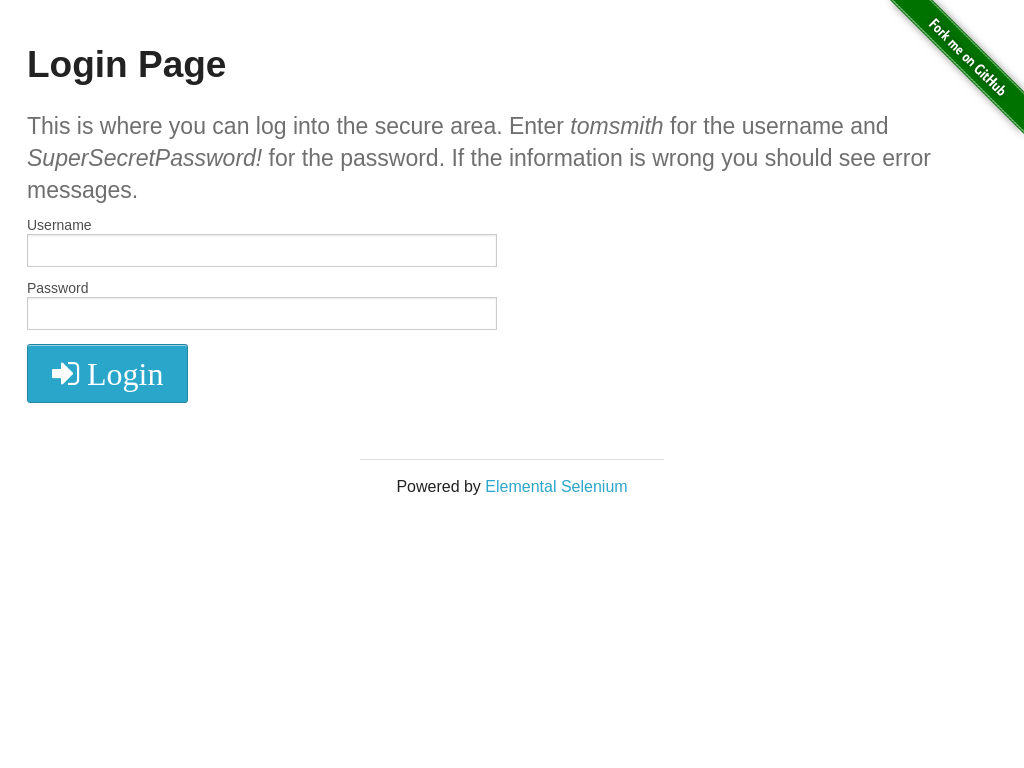 Fork me on GitHub
Login Page
This is where you can log into the secure area. Enter tomsmith for the username and
SuperSecretPassword! for the password. If the information is wrong you should see error
messages.
Username
Password
Login
Powered by Elemental Selenium